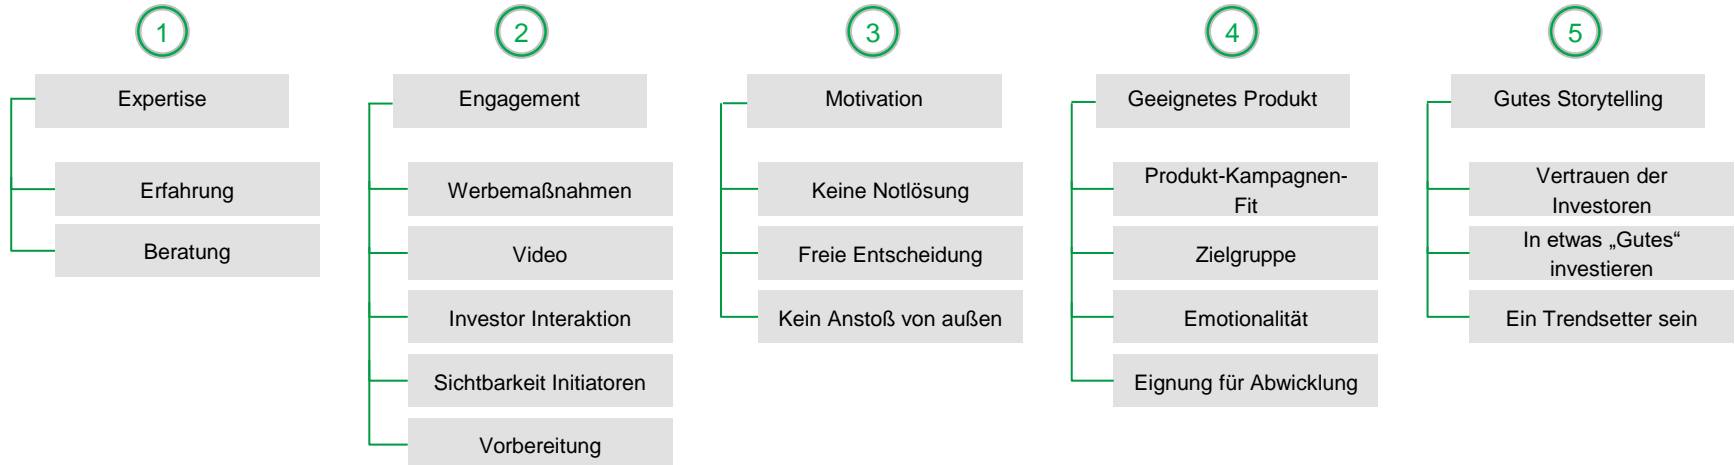 1
Expertise
Erfahrung
Beratung
2
Engagement
Werbemaßnahmen
Video
Investor Interaktion
Sichtbarkeit Initiatoren
Vorbereitung
3
Motivation
Keine Notlösung
Freie Entscheidung
Kein Anstoß von außen
4
Geeignetes Produkt
Produkt-Kampagnen-
Fit
Zielgruppe
Emotionalität
Eignung für Abwicklung
5
Gutes Storytelling
Vertrauen der
Investoren
In etwas „Gutes“
investieren
Ein Trendsetter sein